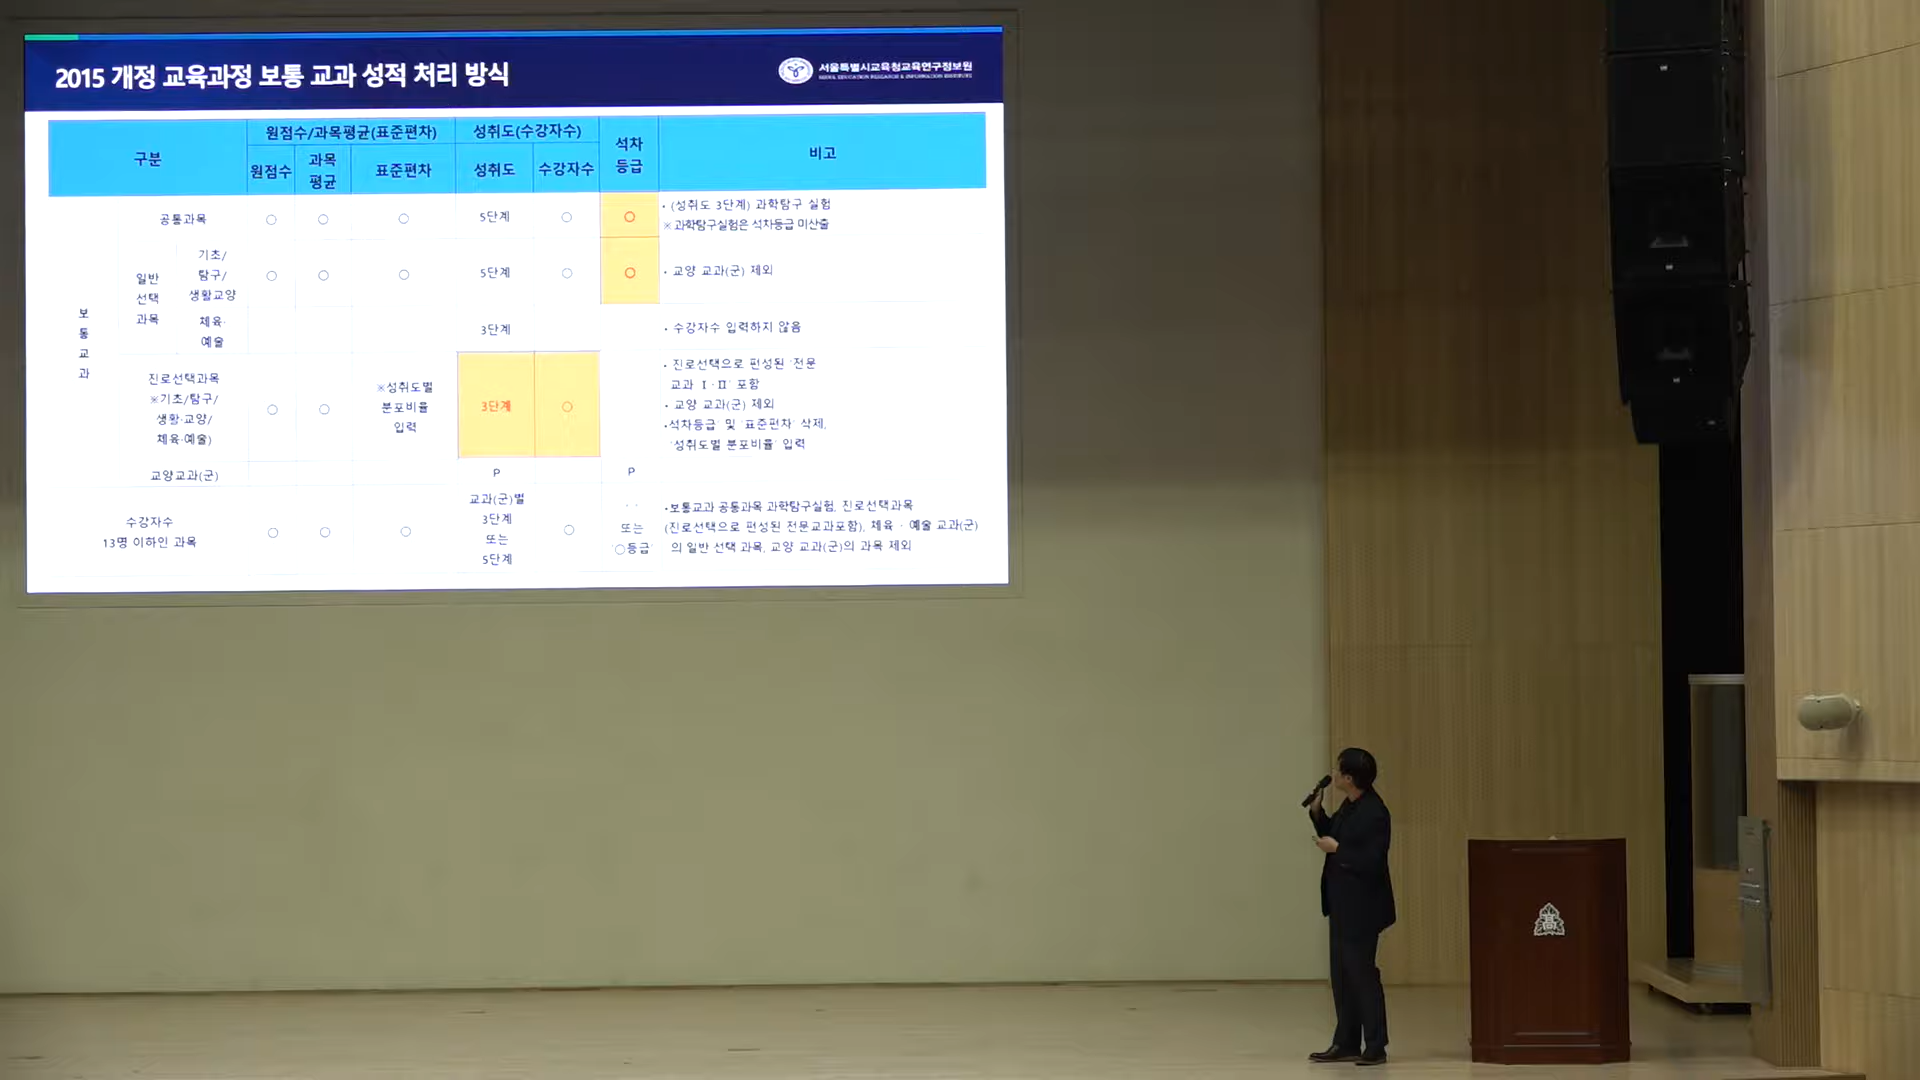 2015 개정 교육과정 보통 교과 성적 처리 방식
서울특별시교육청교육연구정보원
SEOUL EDUCATION RESEARCH & INFORMATION INSTITUTE
구분
원점수/과목평균(표준편차)
성취도(수강자수)
석차
등급
비고
원점수
과목
평균
표준편차
성취도
수강자수
보
통
교
과
공통과목
○ ○ ○ 5단계 ○ ○
• (성취도 3단계) 과학탐구 실험
※ 과학탐구실험은 석차등급 미산출
일반
선택
과목
기초/
탐구/
생활교양
○ ○ ○ 5단계 ○ ○
• 교양 교과(군) 제외
체육·
예술
3단계
• 수강자수 입력하지 않음
진로선택과목
※기초/탐구/
생활·교양/
체육·예술)
○ ○
※성취도별
분포비율
입력
3단계 ○
• 진로선택으로 편성된 '전문
교과 Ⅰ·Ⅱ' 포함
• 교양 교과(군) 제외
•석차등급' 및 '표준편차' 삭제,
'성취도별 분포비율' 입력
교양교과(군)
P P
수강자수
13명 이하인 과목
○ ○ ○
교과(군)별
3단계
또는
5단계
○
'·'
또는
'○등급'
•보통교과 공통과목 과학탐구실험, 진로선택과목
(진로선택으로 편성된 전문교과포함), 체육 · 예술 교과(군)
의 일반 선택 과목, 교양 교과(군)의 과목 제외
高